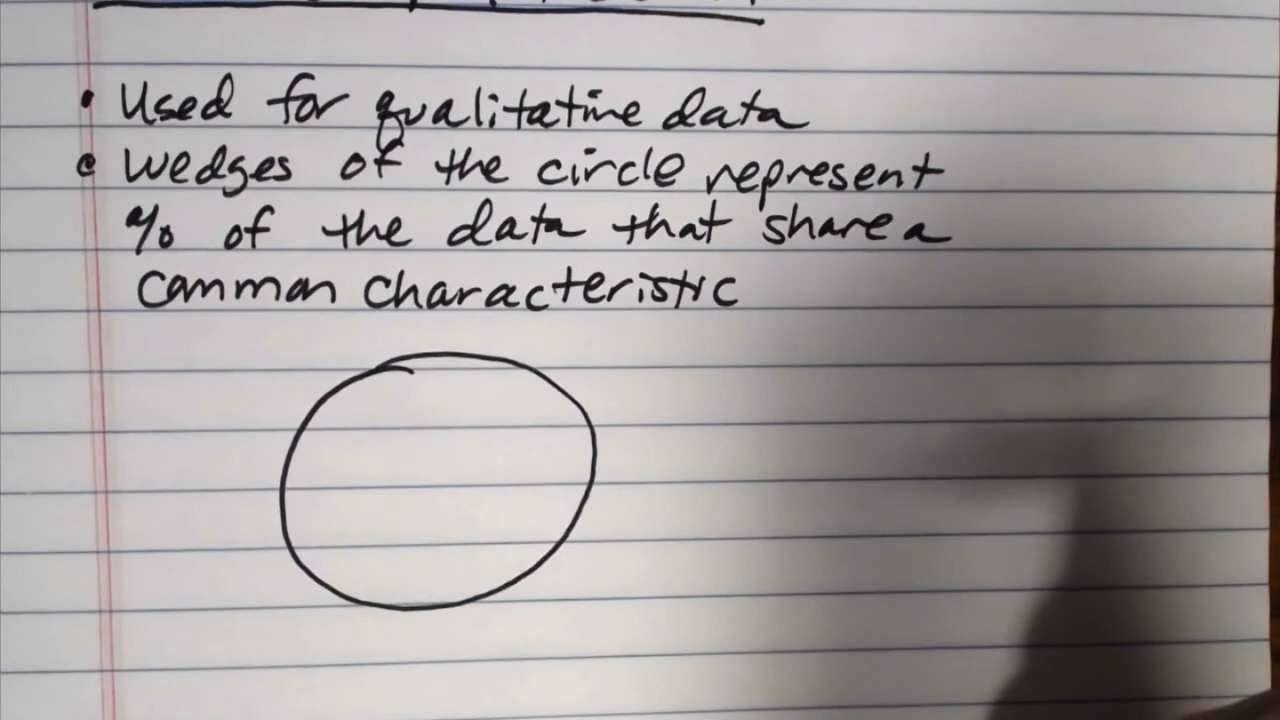 • Used for qualitative data
• Wedges of the circle represent
% of the data that share a
common characteristic